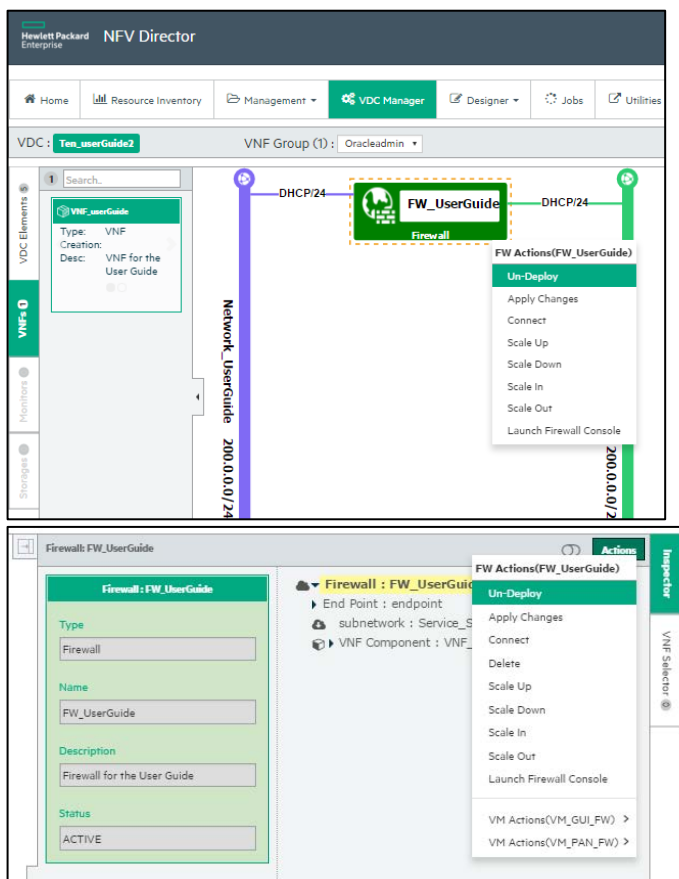 Hewlett Packard
Enterprise
NFV Director
Home Resource Inventory Management VDC Manager Designer Jobs Utilities
VDC : Ten_userGuide2 VNF Group (1) : Oracleadmin
VDC Elements 5
VNFs 1
Monitors
Storages
1 Search..
VNF_userGuide
Type: VNF
Creation:
Desc: VNF for the
User Guide
DHCP/24
FW_UserGuide
Firewall
DHCP/24
Network_UserGuide 200.0.0.0/24
200.0.0.0/2
FW Actions(FW_UserGuide)
Un-Deploy
Apply Changes
Connect
Scale Up
Scale Down
Scale In
Scale Out
Launch Firewall Console
Firewall: FW_UserGuide
Actions
Inspector
VNF Selector 0
Firewall : FW_UserGuide
Type
Firewall
Name
FW_UserGuide
Description
Firewall for the User Guide
Status
ACTIVE
Firewall : FW_UserGuid
End Point : endpoint
subnetwork : Service_S
VNF Component : VNF_
FW Actions(FW_UserGuide)
Un-Deploy
Apply Changes
Connect
Delete
Scale Up
Scale Down
Scale In
Scale Out
Launch Firewall Console
VM Actions(VM_GUI_FW) >
VM Actions(VM_PAN_FW) >